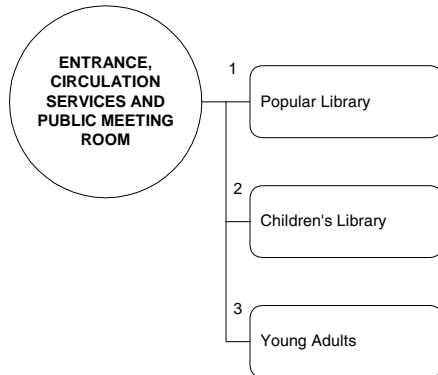 ENTRANCE,
CIRCULATION
SERVICES AND
PUBLIC MEETING
ROOM
1
Popular Library
2
Children's Library
3
Young Adults